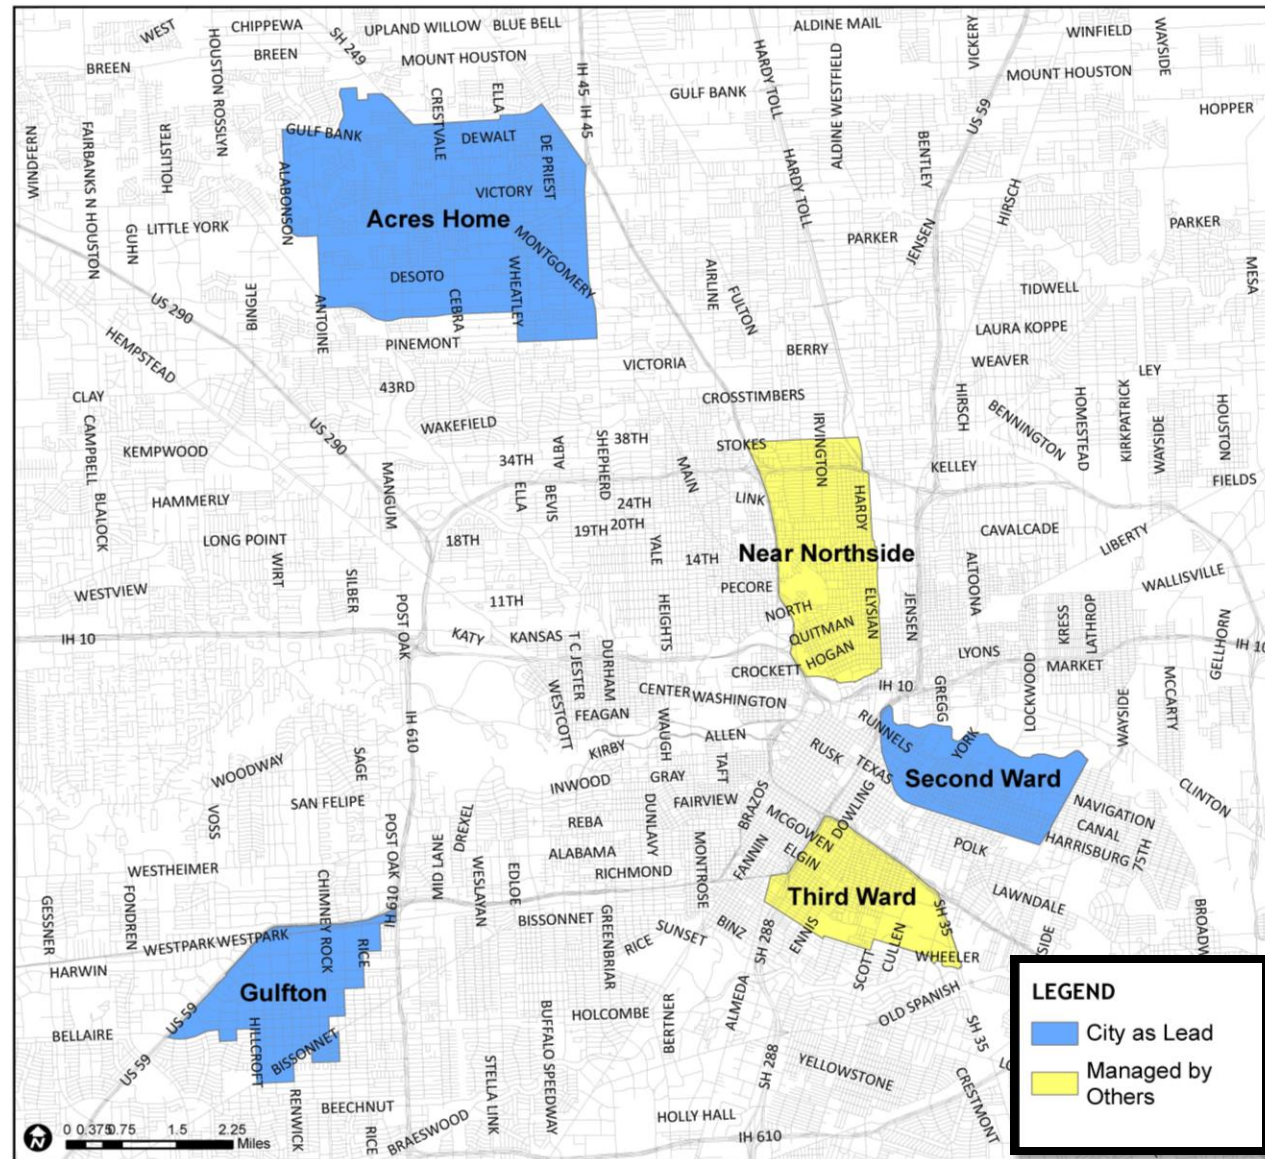 WEST
CHIPPEWA
UPLAND WILLOW
BLUE BELL
ALDINE MAIL
VICKERY
WINFIELD
WAYSIDE
BREEN
BREEN
HOUSTON ROSSLYN
SH 249
MOUNT HOUSTON
IH 45
IH 45
HARDY TOLL
ALDINE WESTFIELD
US 59
MOUNT HOUSTON
GULF BANK
HOPPER
WINDFERN
FAIRBANKS N HOUSTON
HOLLISTER
GULF BANK
CRESTVALE
ELLA
DEWALT
DE PRIEST
HARDY TOLL
BENTLEY
HIRSCH
ALABONSON
VICTORY
Acres Home
MONTGOMERY
LITTLE YORK
GUHN
PARKER
JENSEN
PARKER
MESA
US 290
BINGLE
ANTOINE
DESOTO
CEBRA
WHEATLEY
AIRLINE
FULTON
TIDWELL
LAURA KOPPE
HEMPSTEAD
PINEMONT
VICTORIA
BERRY
WEAVER
LEY
CLAY
43RD
CROSSTIMBERS
HIRSCH
BENNINGTON
HOMESTEAD
KIRKPATRICK
WAYSIDE
HOUSTON
CAMPBELL
US 290
WAKEFIELD
ALBA
SHEPHERD
38TH
STOKES
IRVINGTON
KEMPWOOD
34TH
MAIN
KELLEY
FIELDS
BLALOCK
HAMMERLY
MANGUM
ELLA
BEVIS
24TH
LINK
HARDY
LONG POINT
18TH
19TH
20TH
YALE
14TH
CAVALCADE
LIBERTY
Near Northside
WIRT
SILBER
WESTVIEW
PECORE
ALTOONA
WALLISVILLE
POST OAK
11TH
HEIGHTS
NORTH
ELYSIAN
JENSEN
KRESS
LATHROP
IH 10
KATY
KANSAS
T C JESTER
DURHAM
QUITMAN
HOGAN
LYONS
LOCKWOOD
MARKET
GELLHORN
IH 10
CROCKETT
IH 10
GREGG
MCCARTY
WESTCOTT
CENTER
WASHINGTON
WAYSIDE
IH 610
FEAGAN
WAUGH
ALLEN
RUNNELS
YORK
KIRBY
RUSK
TEXAS
WOODWAY
SAGE
INWOOD
GRAY
TAFT
Second Ward
CLINTON
VOSS
SAN FELIPE
DREXEL
DUNLAVY
FAIRVIEW
BRAZOS
DOWLING
NAVIGATION
REBA
MCGOWEN
CANAL
POST OAK
MID LANE
ALABAMA
MONTROSE
FANNIN
ELGIN
POLK
HARRISBURG
75TH
WESTHEIMER
WESLAYAN
EDLOE
RICHMOND
Third Ward
LAWNDALE
GESSNER
FONDREN
CHIMNEY ROCK
IH 610
BISSONNET
GREENBRIAR
SUNSET
BINZ
SH 288
ENNIS
SH 35
WESTPARK
WESTPARK
RICE
RICE
SCOTT
CULLEN
WHEELER
HARWIN
Gulfton
BELLAIRE
US 59
HILLCROFT
BISSONNET
BUFFALO SPEEDWAY
HOLCOMBE
BERTNER
ALMEDA
OLD SPANISH
SH 35
US 59
STELLA LINK
SH 288
YELLOWSTONE
CRESTMONT
RENWICK
BEECHNUT
RICE
BRAESWOOD
HOLLY HALL
IH 610
LEGEND
City as Lead
Managed by
Others
N
0 0.375 0.75 1.5 2.25
Miles